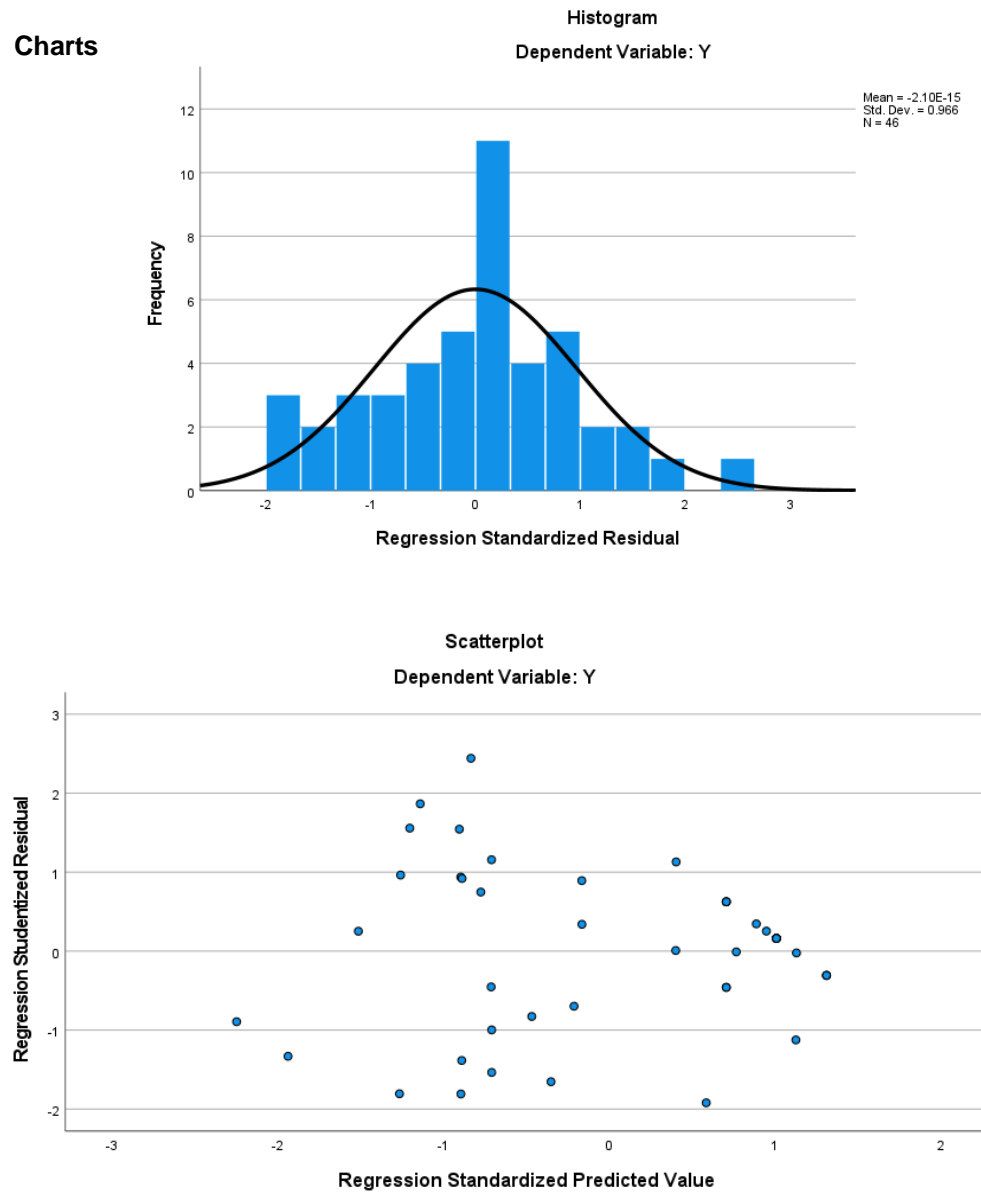 Charts
Histogram
Dependent Variable: Y
Mean = -2.10E-15
Std. Dev. = 0.966
N = 46
12
10
8
6
4
2
0
Frequency
-2 -1 0 1 2 3
Regression Standardized Residual
Scatterplot
Dependent Variable: Y
3
2
1
0
-1
-2
Regression Studentized Residual
-3 -2 -1 0 1 2
Regression Standardized Predicted Value